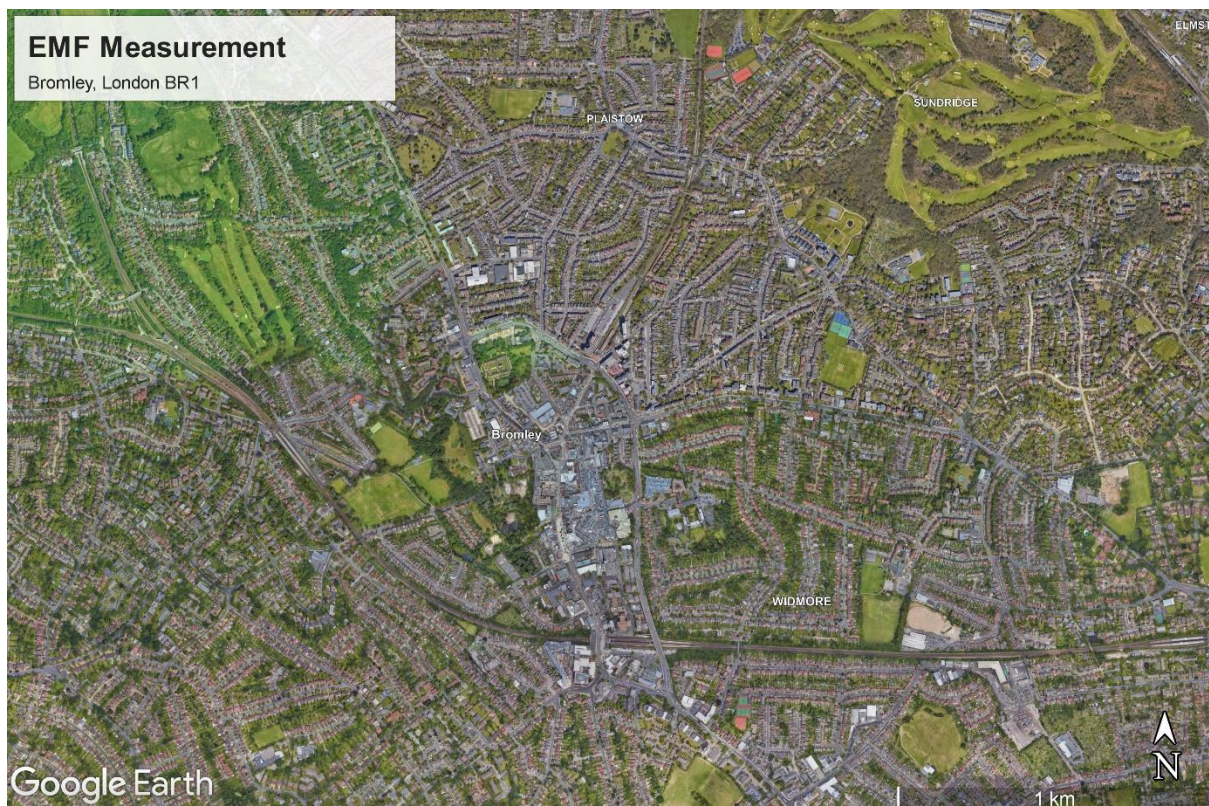 EMF Measurement
Bromley, London BR1
ELMST
SUNDRIDGE
PLAISTOW
Bromley
WIDMORE
N
Google Earth
1 km